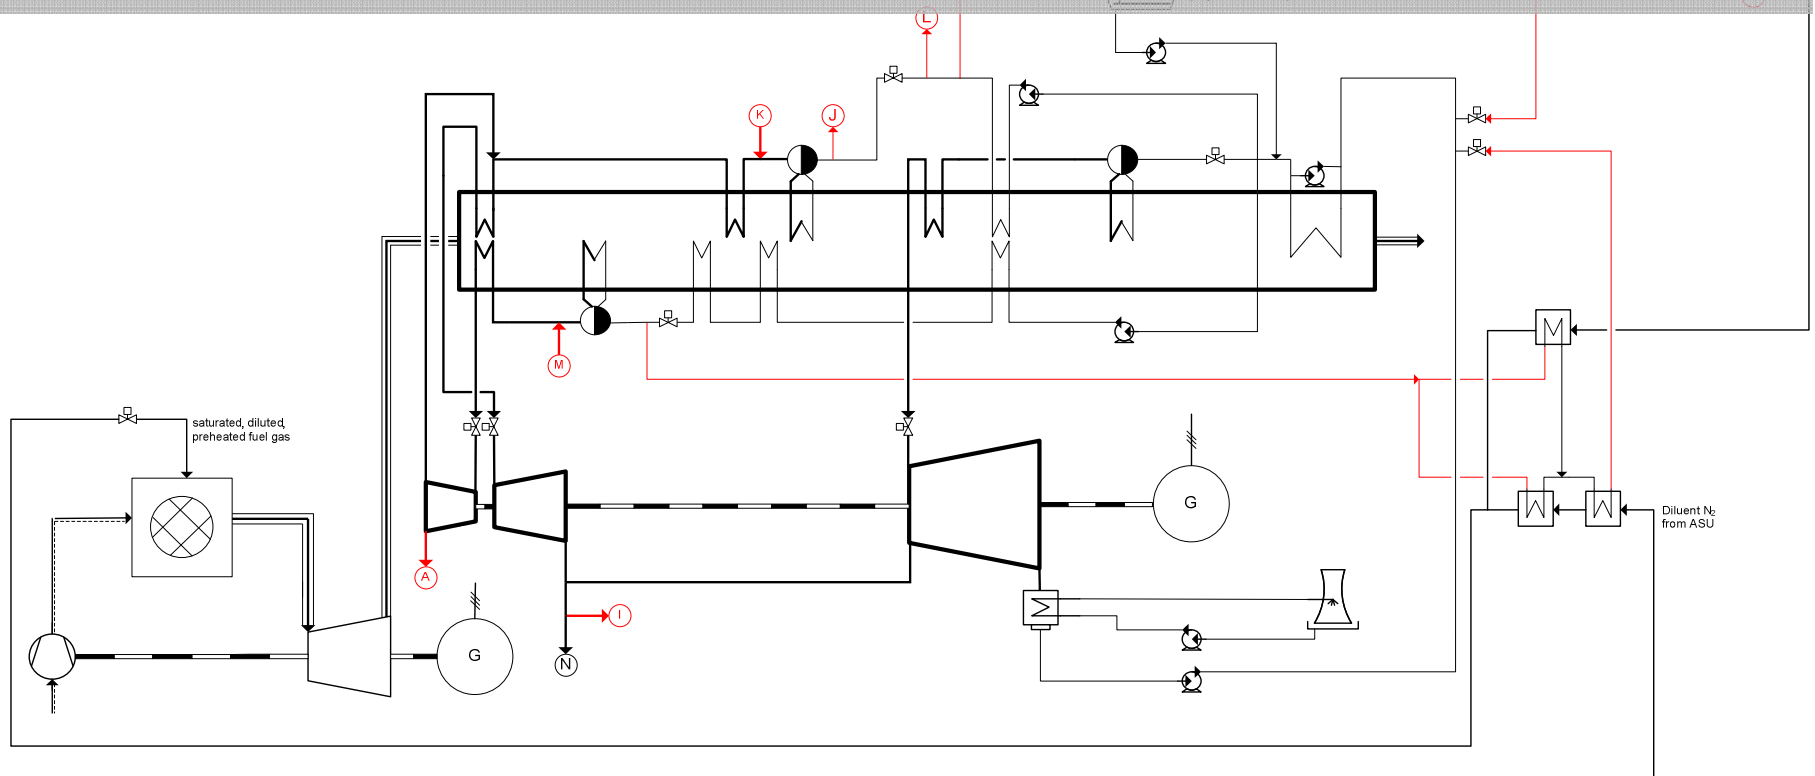 L
K
J
M
saturated, diluted,
preheated fuel gas
G
Diluent N₂
from ASU
A
I
G
N